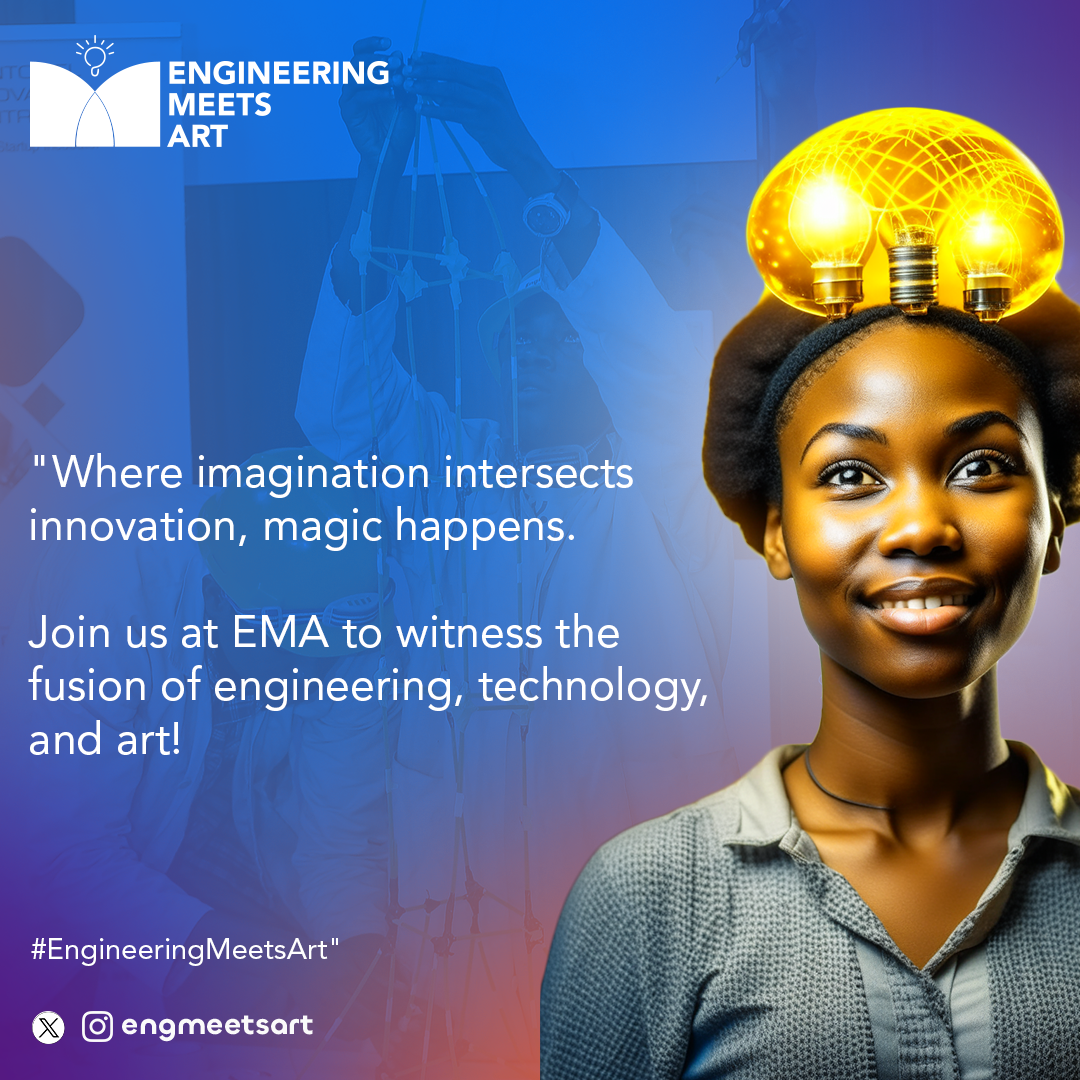 ENGINEERING
MEETS
ART
"Where imagination intersects
innovation, magic happens.
Join us at EMA to witness the
fusion of engineering, technology,
and art!
#EngineeringMeetsArt"
engmeetsart